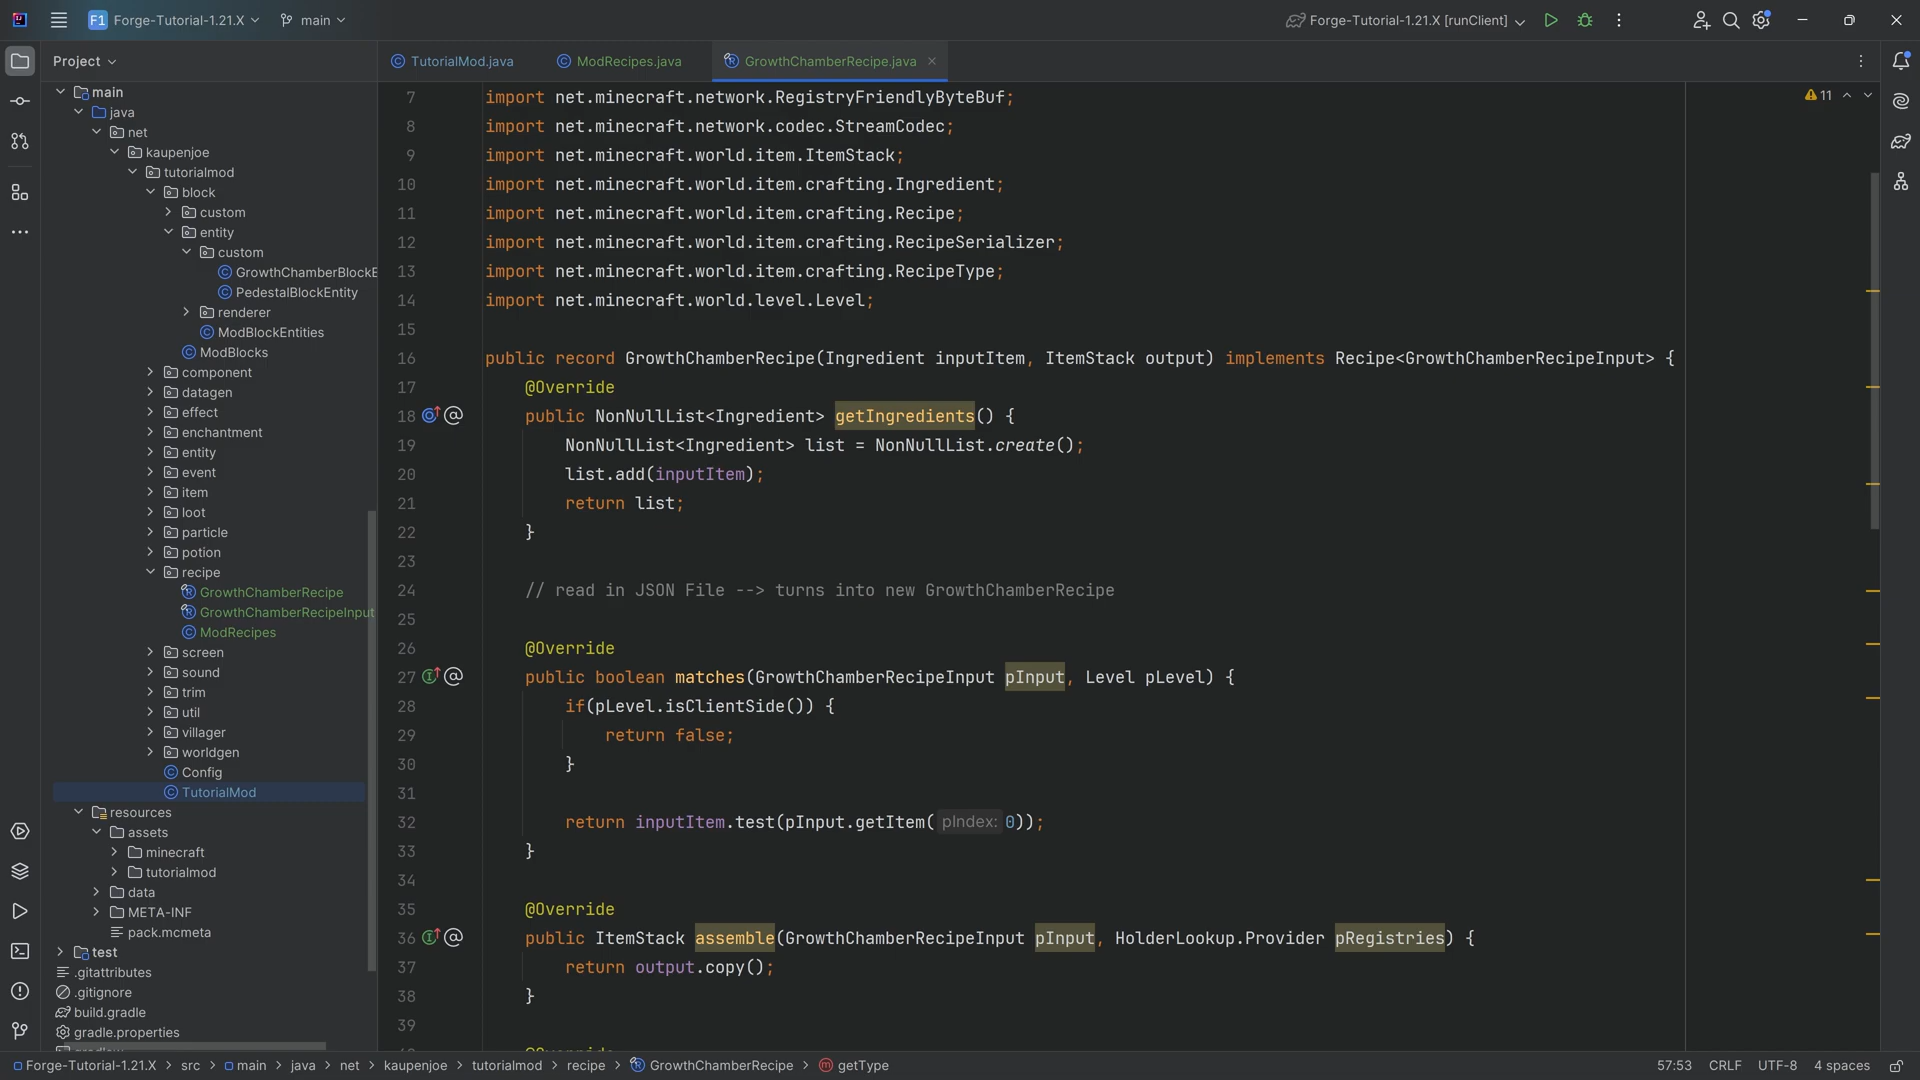 F1 Forge-Tutorial-1.21.X main Forge-Tutorial-1.21.X [runClient]
Project
TutorialMod.java ModRecipes.java GrowthChamberRecipe.java
main
java
net
kaupenjoe
tutorialmod
block
custom
entity
custom
GrowthChamberBlockE
PedestalBlockEntity
renderer
ModBlockEntities
ModBlocks
component
datagen
effect
enchantment
entity
event
item
loot
particle
potion
recipe
GrowthChamberRecipe
GrowthChamberRecipeInput
ModRecipes
screen
sound
trim
util
villager
worldgen
Config
TutorialMod
resources
assets
minecraft
tutorialmod
data
META-INF
pack.mcmeta
test
.gitattributes
.gitignore
build.gradle
gradle.properties
11
7 import net.minecraft.network.RegistryFriendlyByteBuf;
8 import net.minecraft.network.codec.StreamCodec;
9 import net.minecraft.world.item.ItemStack;
10 import net.minecraft.world.item.crafting.Ingredient;
11 import net.minecraft.world.item.crafting.Recipe;
12 import net.minecraft.world.item.crafting.RecipeSerializer;
13 import net.minecraft.world.item.crafting.RecipeType;
14 import net.minecraft.world.level.Level;
15
16 public record GrowthChamberRecipe(Ingredient inputItem, ItemStack output) implements Recipe<GrowthChamberRecipeInput> {
17 @Override
18 public NonNullList<Ingredient> getIngredients() {
19 NonNullList<Ingredient> list = NonNullList.create();
20 list.add(inputItem);
21 return list;
22 }
23
24 // read in JSON File --> turns into new GrowthChamberRecipe
25
26 @Override
27 public boolean matches(GrowthChamberRecipeInput pInput, Level pLevel) {
28 if(pLevel.isClientSide()) {
29 return false;
30 }
31
32 return inputItem.test(pInput.getItem( pIndex: 0));
33 }
34
35 @Override
36 public ItemStack assemble(GrowthChamberRecipeInput pInput, HolderLookup.Provider pRegistries) {
37 return output.copy();
38 }
39
Forge-Tutorial-1.21.X > src > main > java > net > kaupenjoe > tutorialmod > recipe > GrowthChamberRecipe > getType 57:53 CRLF UTF-8 4 spaces